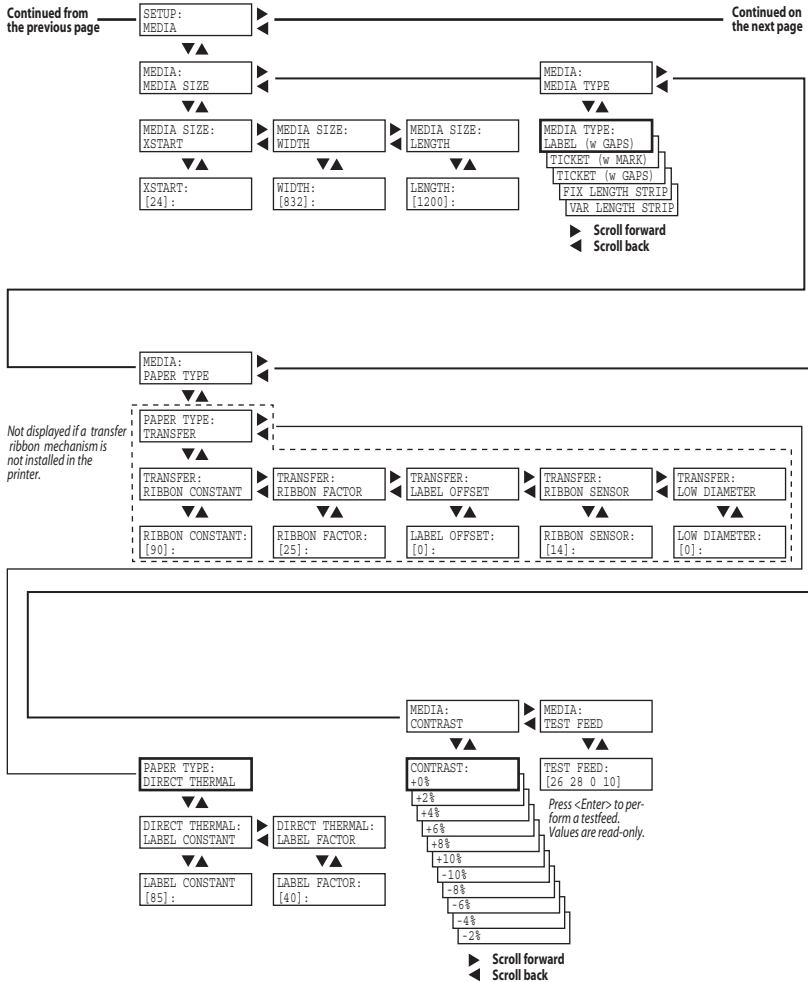 Continued from
the previous page
SETUP:
MEDIA
Continued on
the next page
MEDIA:
MEDIA SIZE
MEDIA:
MEDIA TYPE
MEDIA SIZE:
XSTART
MEDIA SIZE:
WIDTH
MEDIA SIZE:
LENGTH
MEDIA TYPE:
LABEL (w GAPS)
TICKET (w MARK)
TICKET (w GAPS)
FIX LENGTH STRIP
VAR LENGTH STRIP
XSTART:
[24]:
WIDTH:
[832]:
LENGTH:
[1200]:
Scroll forward
Scroll back
MEDIA:
PAPER TYPE
Not displayed if a transfer
ribbon mechanism is
not installed in the
printer.
PAPER TYPE:
TRANSFER
TRANSFER:
RIBBON CONSTANT
TRANSFER:
RIBBON FACTOR
TRANSFER:
LABEL OFFSET
TRANSFER:
RIBBON SENSOR
TRANSFER:
LOW DIAMETER
RIBBON CONSTANT:
[90]:
RIBBON FACTOR:
[25]:
LABEL OFFSET:
[0]:
RIBBON SENSOR:
[14]:
LOW DIAMETER:
[0]:
MEDIA:
CONTRAST
MEDIA:
TEST FEED
PAPER TYPE:
DIRECT THERMAL
CONTRAST:
+0%
+2%
+4%
+6%
+8%
+10%
-10%
-8%
-6%
-4%
-2%
TEST FEED:
[26 28 0 10]
Press <Enter> to per-
form a testfeed.
Values are read-only.
DIRECT THERMAL:
LABEL CONSTANT
DIRECT THERMAL:
LABEL FACTOR
LABEL CONSTANT
[85]:
LABEL FACTOR:
[40]:
Scroll forward
Scroll back